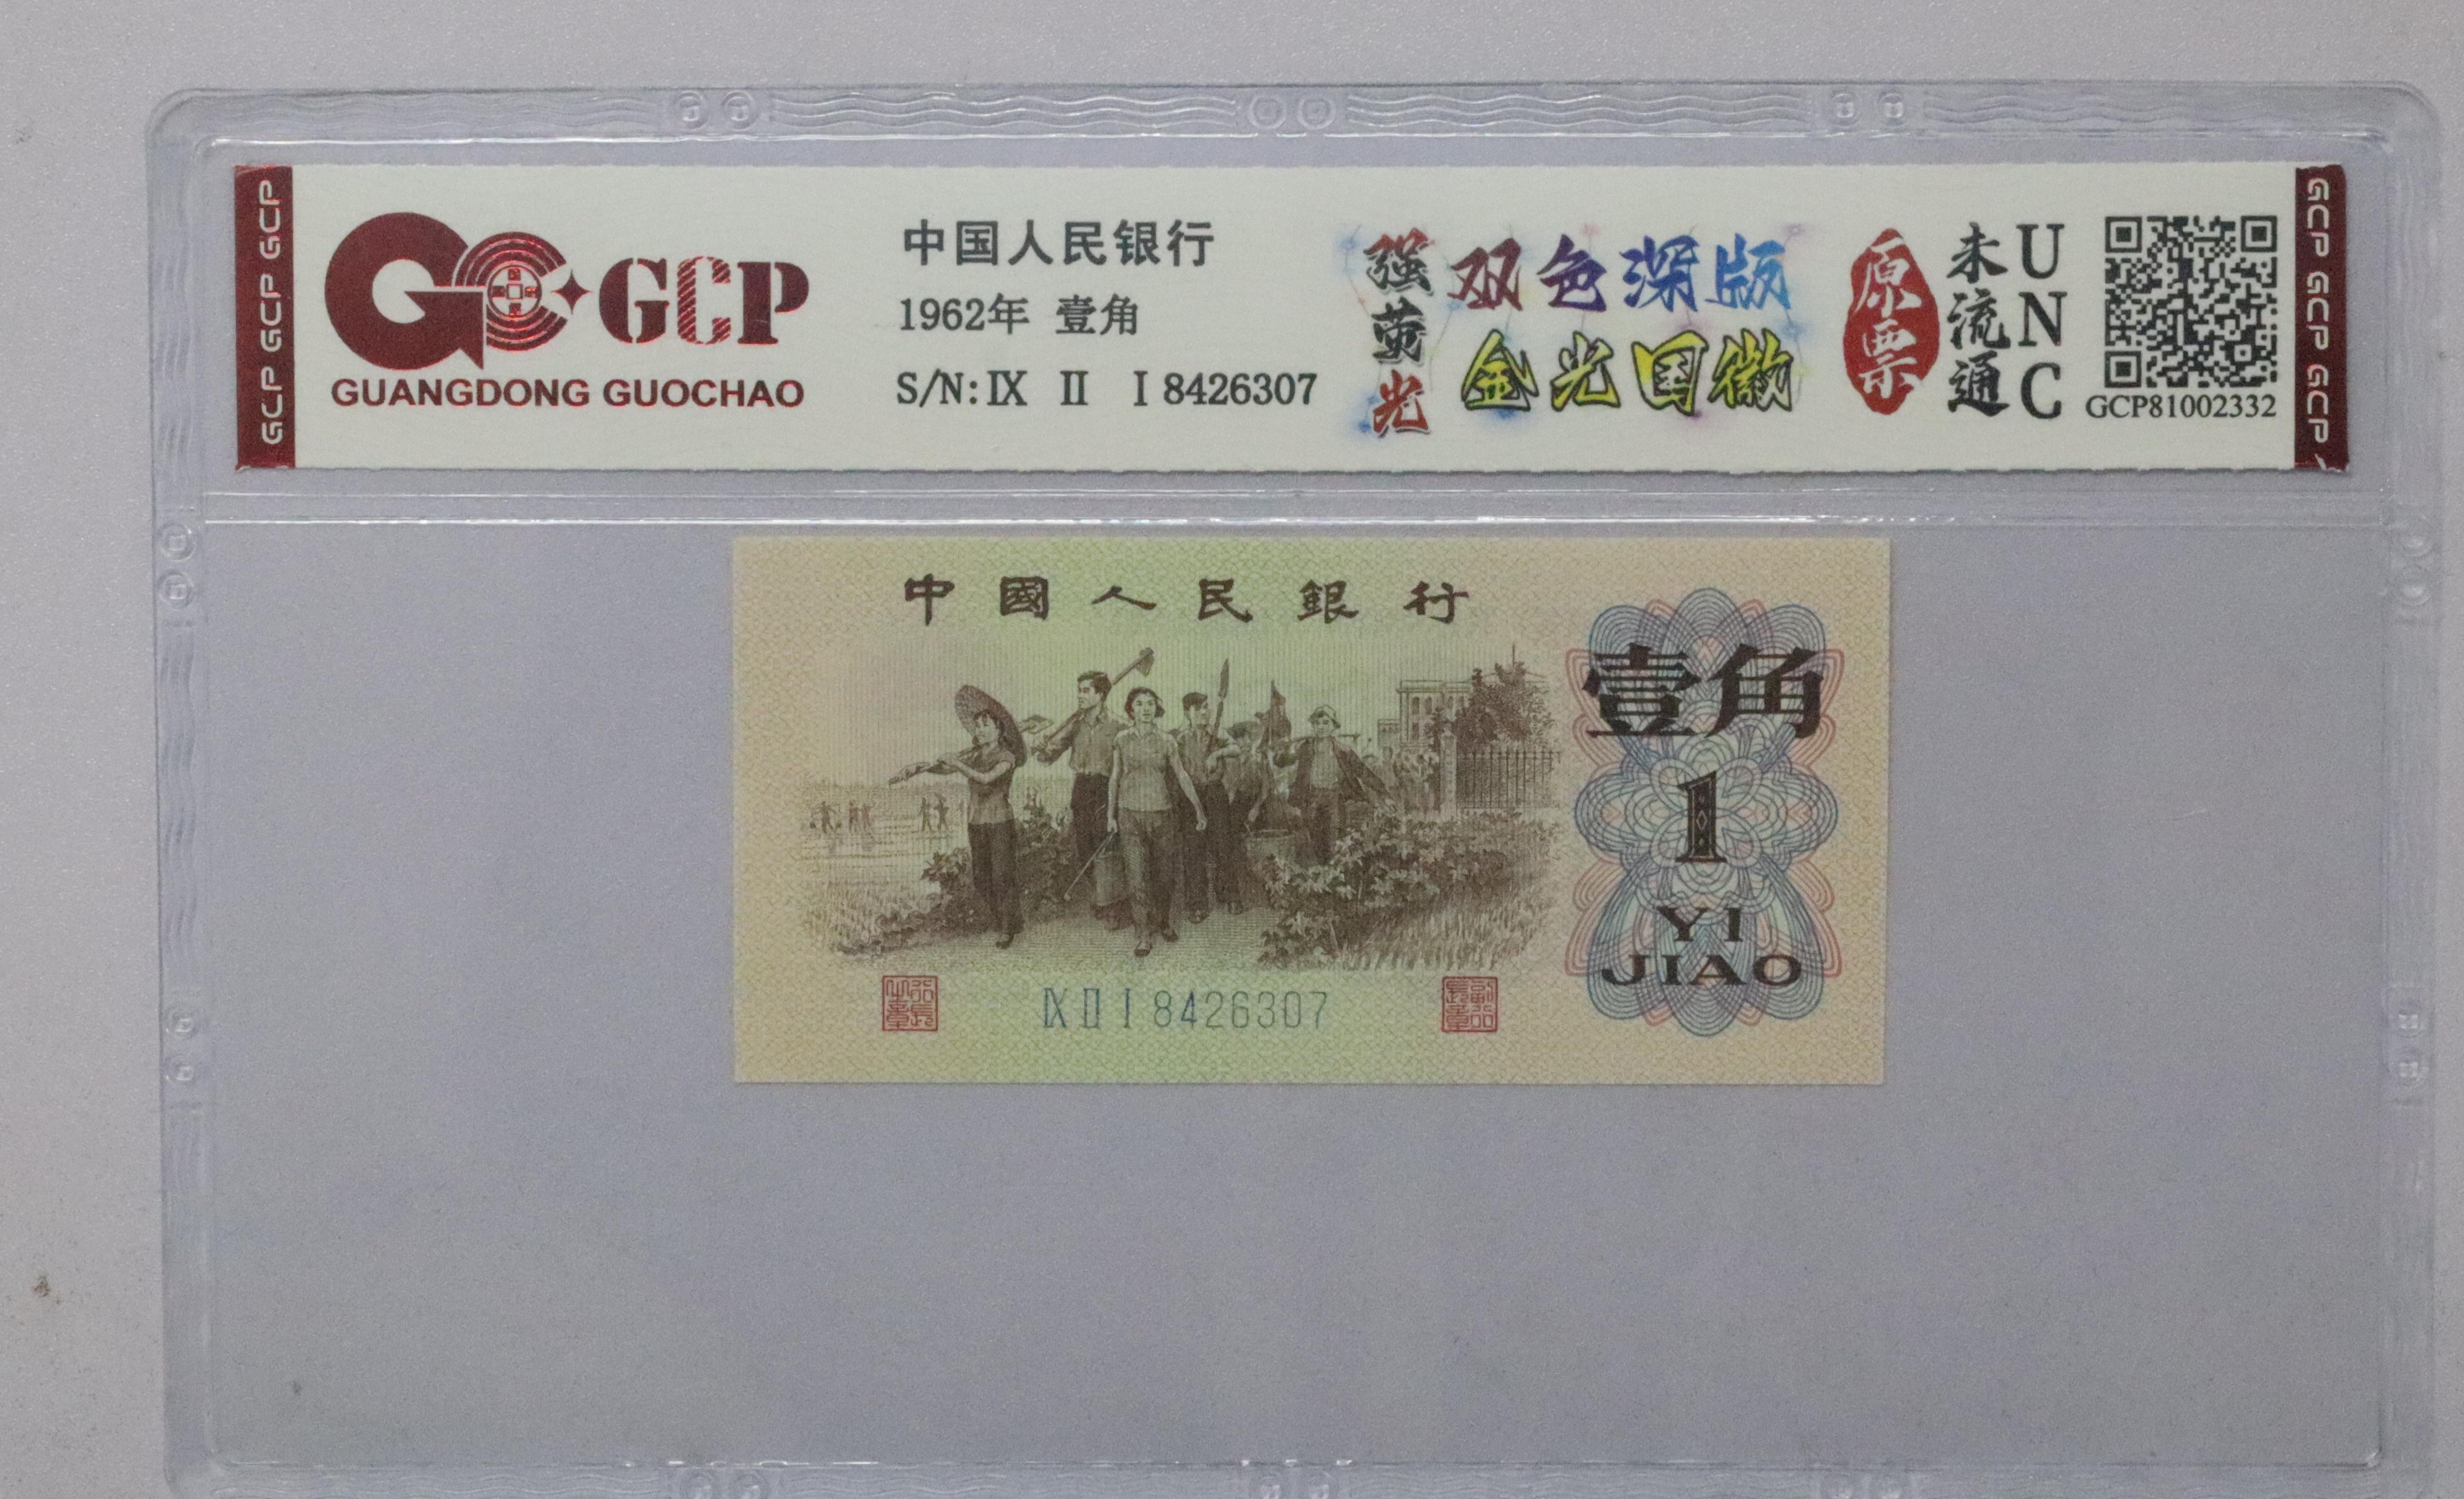 GCP GCP GCP
GCP
GUANGDONG GUOCHAO
中国人民银行
1962年 壹角
S/N: IX II I 8426307
强荧光
双色深版
金光国徽
原票
未流通
UNC
GCP81002332
GCP GCP GCP
中國人民銀行
壹角
1
YI
JIAO
IX II I 8426307